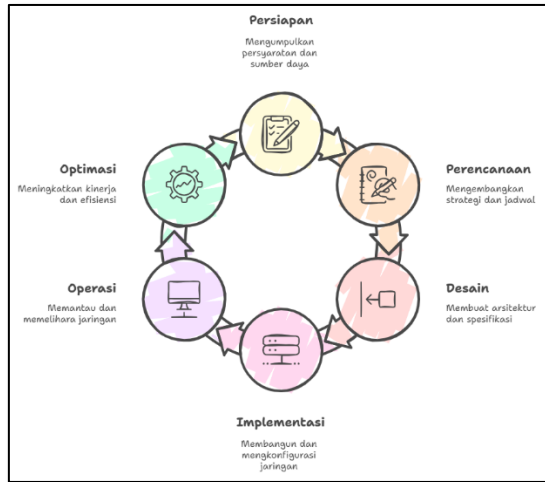 Persiapan
Mengumpulkan
persyaratan dan
sumber daya
Perencanaan
Mengembangkan
strategi dan jadwal
Desain
Membuat arsitektur
dan spesifikasi
Implementasi
Membangun dan
mengkonfigurasi
jaringan
Operasi
Memantau dan
memelihara jaringan
Optimasi
Meningkatkan kinerja
dan efisiensi